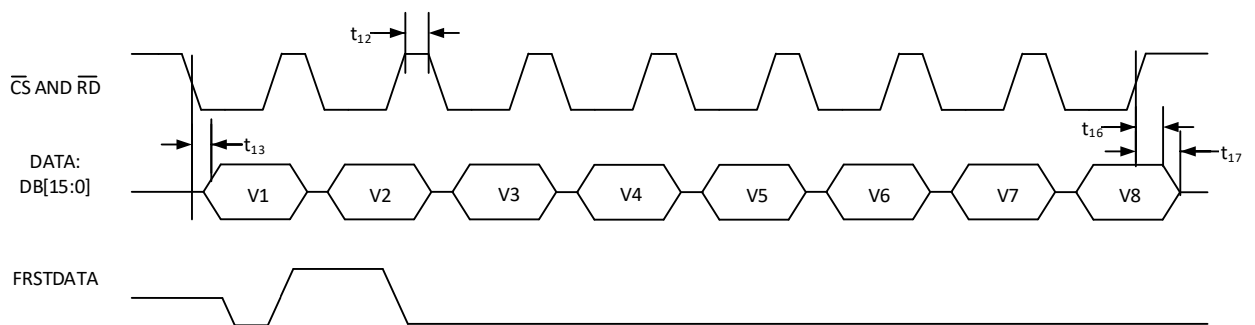 t12
CS AND RD
t13
t16
t17
DATA:
DB[15:0]
V1 V2 V3 V4 V5 V6 V7 V8
FRSTDATA